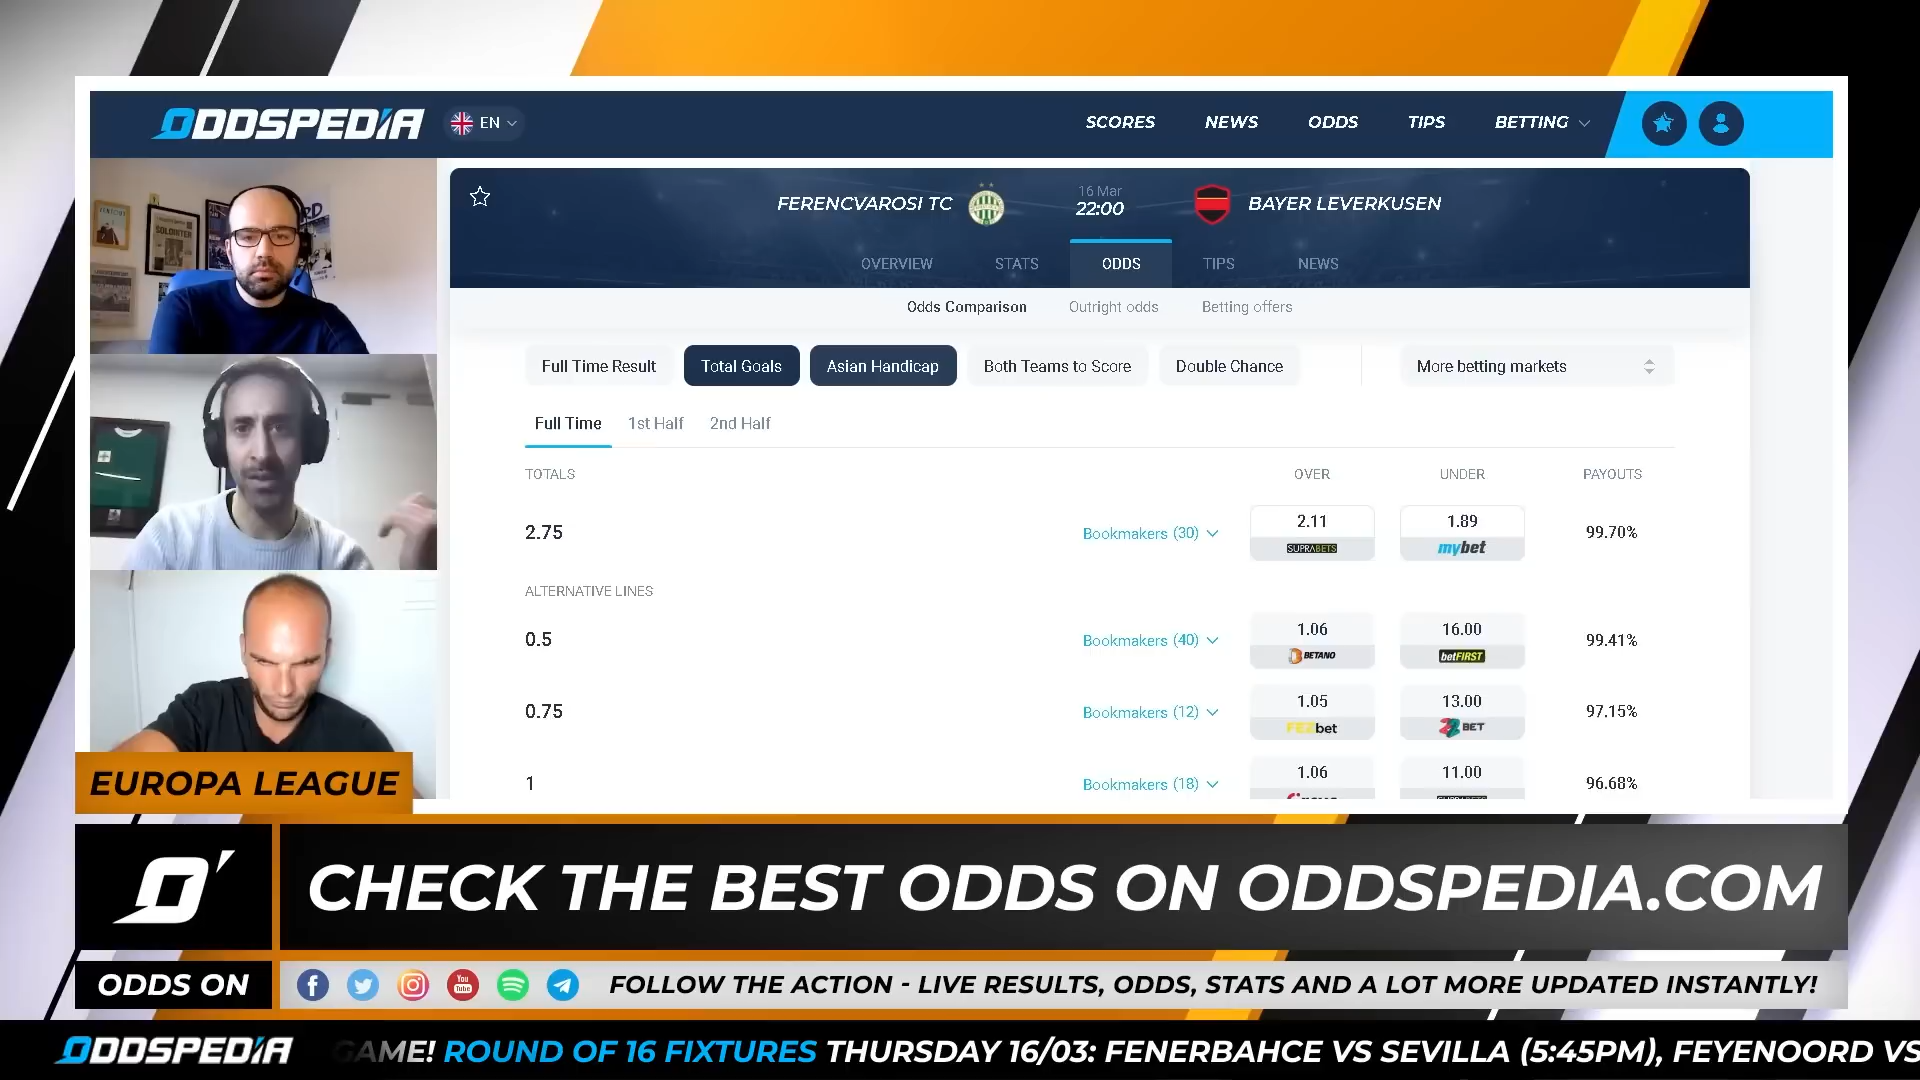 ODDSPEDIA
EN
SCORES NEWS ODDS TIPS BETTING
FERENCVAROSI TC
16 Mar
22:00
BAYER LEVERKUSEN
OVERVIEW STATS ODDS TIPS NEWS
Odds Comparison Outright odds Betting offers
Full Time Result Total Goals Asian Handicap Both Teams to Score Double Chance More betting markets
Full Time 1st Half 2nd Half
TOTALS OVER UNDER PAYOUTS
2.75 Bookmakers (30) 2.11 1.89 99.70%
SUPRABETS mybet
ALTERNATIVE LINES
0.5 Bookmakers (40) 1.06 16.00 99.41%
BETANO betFIRST
0.75 Bookmakers (12) 1.05 13.00 97.15%
FEZbet 22BET
1 Bookmakers (18) 1.06 11.00 96.68%
EUROPA LEAGUE
O'
CHECK THE BEST ODDS ON ODDSPEDIA.COM
ODDS ON
You Tube
FOLLOW THE ACTION - LIVE RESULTS, ODDS, STATS AND A LOT MORE UPDATED INSTANTLY!
ODDSPEDIA
GAME! ROUND OF 16 FIXTURES THURSDAY 16/03: FENERBAHCE VS SEVILLA (5:45PM), FEYENOORD VS